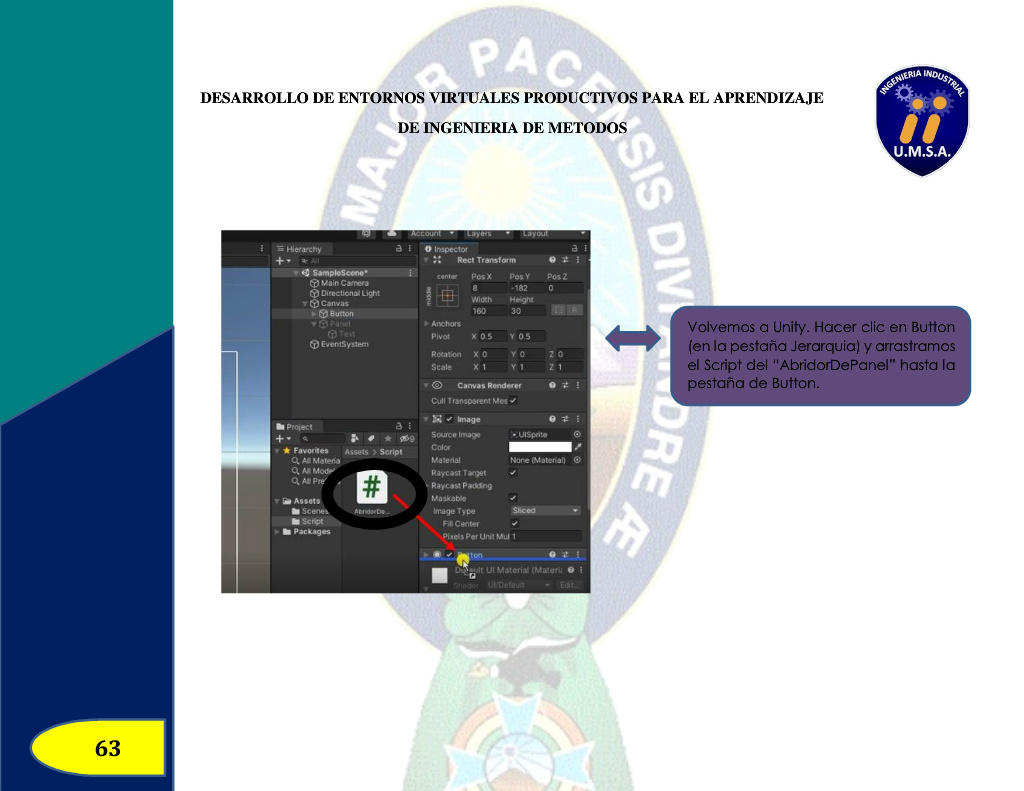 MAJOR PACENSIS DIVI ANDRE Æ
DESARROLLO DE ENTORNOS VIRTUALES PRODUCTIVOS PARA EL APRENDIZAJE
DE INGENIERIA DE METODOS
INGENIERIA INDUSTRIAL
U.M.S.A.
Account Layers Layout
Hierarchy
All
SampleScene*
Main Camera
Directional Light
Canvas
Button
Panel
Text
EventSystem
Inspector
Rect Transform
center Pos X Pos Y Pos Z
middle 8 -182 0
Width Height
160 30 R
Anchors
Pivot X 0.5 Y 0.5
Rotation X 0 Y 0 Z 0
Scale X 1 Y 1 Z 1
Canvas Renderer
Cull Transparent Mes
Image
Source Image UISprite
Color
Material None (Material)
Raycast Target
Raycast Padding
Maskable
Image Type Sliced
Fill Center
Pixels Per Unit Mul 1
Button
Default UI Material (Materi
Shader UI/Default Edit...
Project
9
Favorites
All Materia
All Model
All Pre
Assets
Scenes
Script
Packages
Assets > Script
#
AbridorDe...
Volvemos a Unity. Hacer clic en Button
(en la pestaña Jerarquia) y arrastramos
el Script del “AbridorDePanel” hasta la
pestaña de Button.
63